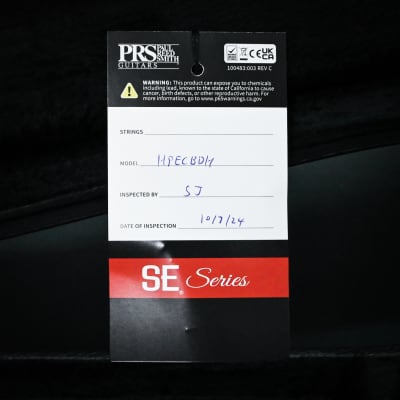 PRS PAUL REED SMITH
GUITARS
CE UK CA
100483:003 REV C
WARNING: This product can expose you to chemicals
including lead, known to the state of California to cause
cancer, birth defects, or other reproductive harm. For
more information, go to www.p65warnings.ca.gov
STRINGS
MODEL HPECBDM
INSPECTED BY SJ
DATE OF INSPECTION 10/7/24
SE® Series